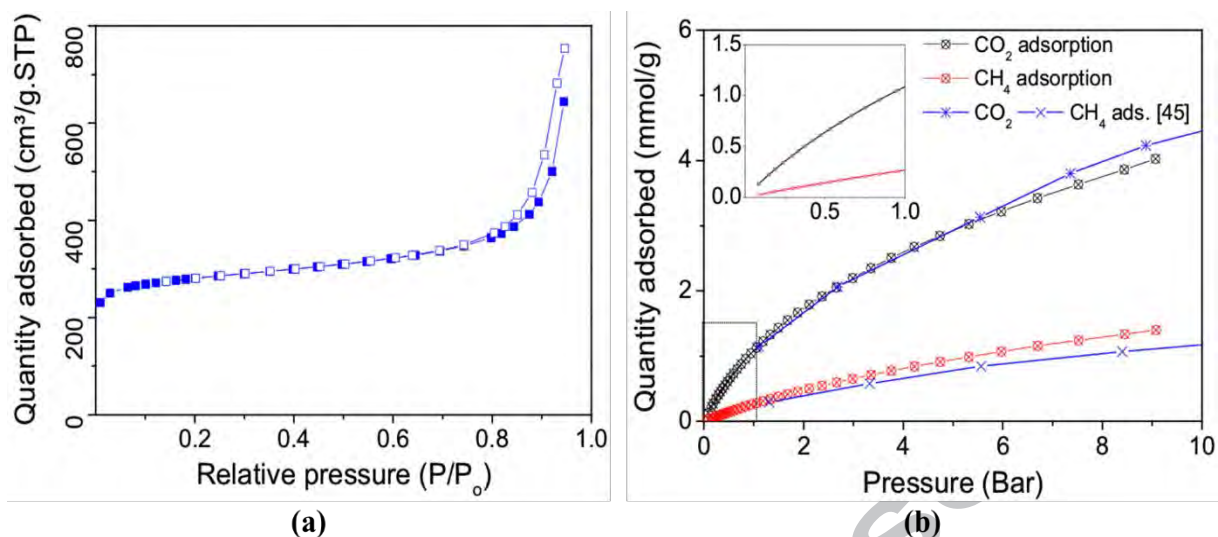 Quantity adsorbed (cm³/g.STP)
800
600
400
200
0
0.2 0.4 0.6 0.8 1.0
Relative pressure (P/Pₒ)
(a)
Quantity adsorbed (mmol/g)
6
4
2
0
1.5
1.0
0.5
0.0
0.5 1.0
CO₂ adsorption
CH₄ adsorption
CO₂ CH₄ ads. [45]
0 2 4 6 8 10
Pressure (Bar)
(b)